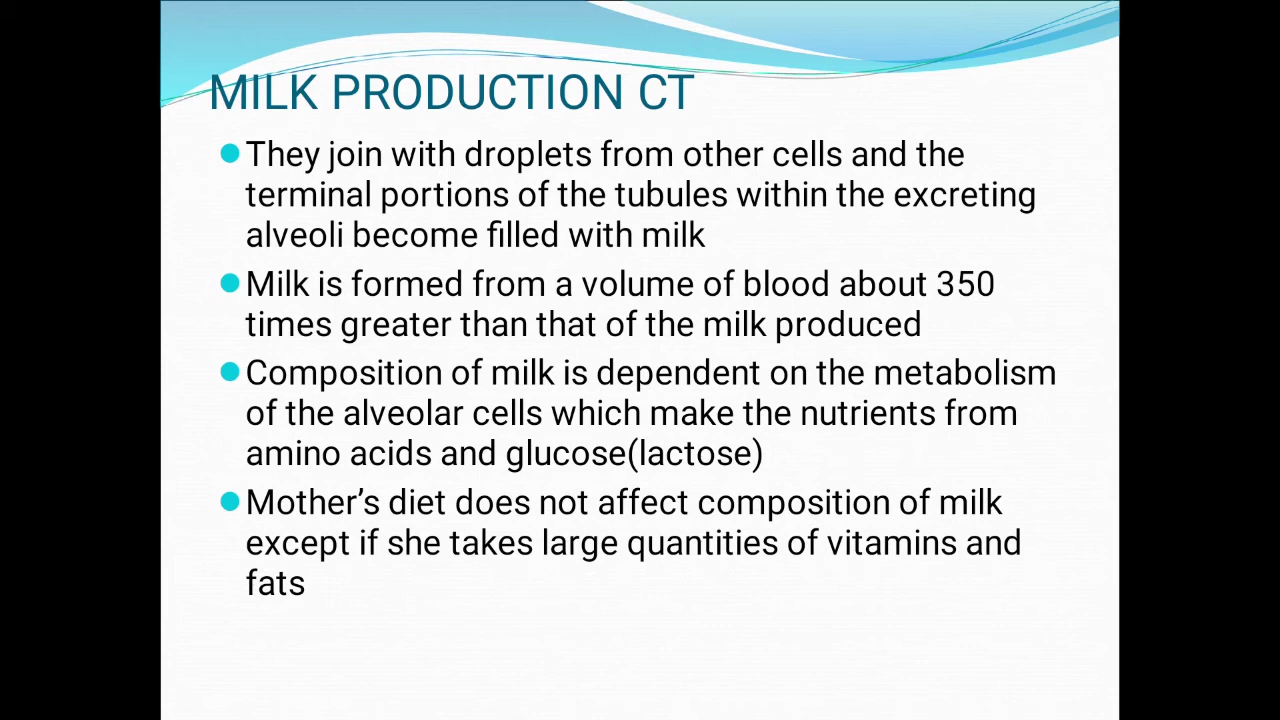 MILK PRODUCTION CT
They join with droplets from other cells and the
terminal portions of the tubules within the excreting
alveoli become filled with milk
Milk is formed from a volume of blood about 350
times greater than that of the milk produced
Composition of milk is dependent on the metabolism
of the alveolar cells which make the nutrients from
amino acids and glucose(lactose)
Mother’s diet does not affect composition of milk
except if she takes large quantities of vitamins and
fats